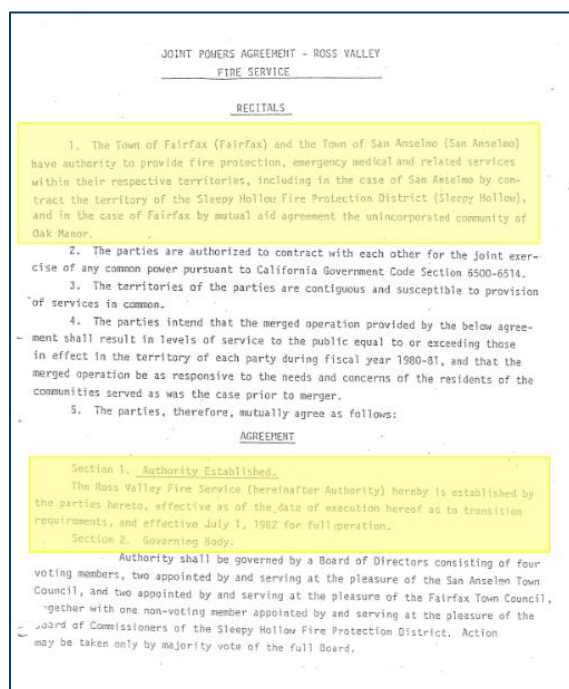 JOINT POWERS AGREEMENT - ROSS VALLEY
FIRE SERVICE
RECITALS
1. The Town of Fairfax (Fairfax) and the Town of San Anselmo (San Anselmo)
have authority to provide fire protection, emergency medical and related services
within their respective territories, including in the case of San Anselmo by con-
tract the territory of the Sleepy Hollow Fire Protection District (Sleepy Hollow),
and in the case of Fairfax by mutual aid agreement the unincorporated community of
Oak Manor.
2. The parties are authorized to contract with each other for the joint exer-
cise of any common power pursuant to California Government Code Section 6500-6514.
3. The territories of the parties are contiguous and susceptible to provision
of services in common.
4. The parties intend that the merged operation provided by the below agree-
ment shall result in levels of service to the public equal to or exceeding those
in effect in the territory of each party during fiscal year 1980-81, and that the
merged operation be as responsive to the needs and concerns of the residents of the
communities served as was the case prior to merger.
5. The parties, therefore, mutually agree as follows:
AGREEMENT
Section 1. Authority Established.
The Ross Valley Fire Service (hereinafter Authority) hereby is established by
the parties hereto, effective as of the date of execution hereof as to transition
requirements, and effective July 1, 1982 for full operation.
Section 2. Governing Body.
Authority shall be governed by a Board of Directors consisting of four
voting members, two appointed by and serving at the pleasure of the San Anselmo Town
Council, and two appointed by and serving at the pleasure of the Fairfax Town Council,
together with one non-voting member appointed by and serving at the pleasure of the
Board of Commissioners of the Sleepy Hollow Fire Protection District. Action
may be taken only by majority vote of the full Board.